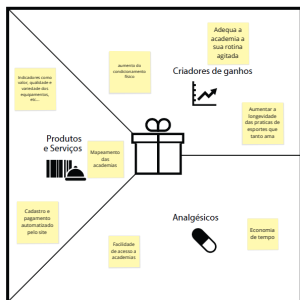 Adequa a
academia a
sua rotina
agitada
aumento do
condicionamento
físico
Criadores de ganhos
Indicadores como
valor, qualidade e
variedade dos
equipamentos,
etc...
Aumentar a
longevidade
das praticas de
esportes que
tanto ama
Produtos
e Serviços
Mapeamento
das
academias
Cadastro e
pagamento
automatizado
pelo site
Analgésicos
Facilidade
de acesso a
academias
Economia
de tempo